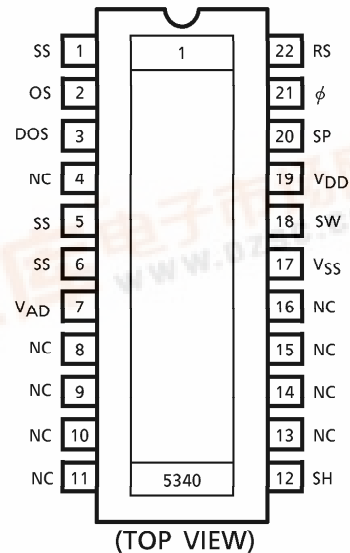 SS 1 1 22 RS
OS 2 21 ϕ
DOS 3 20 SP
NC 4 19 VDD
SS 5 18 SW
SS 6 17 VSS
VAD 7 16 NC
NC 8 15 NC
NC 9 14 NC
NC 10 13 NC
NC 11 5340 12 SH
(TOP VIEW)